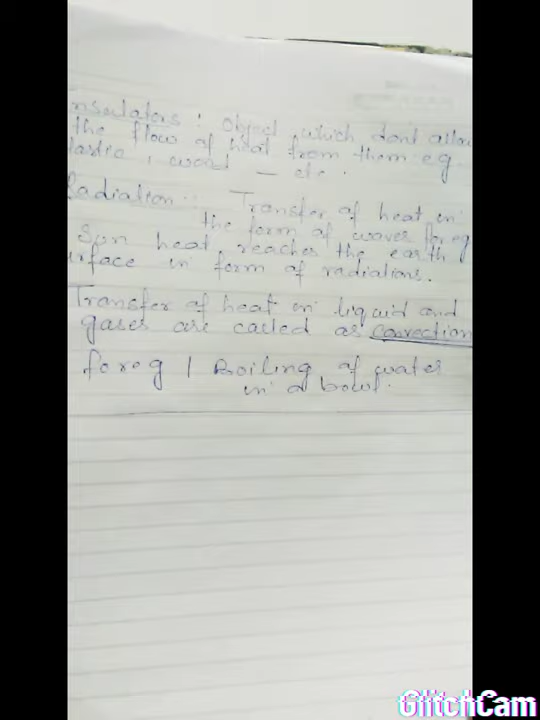 nsulators : Object which dont allow
the flow of heat from them eg
lastic , wood — etc .
Radiation :- Transfer of heat in
the form of waves for eg
Sun heat reaches the earth
urface in form of radiations.
Transfer of heat in liquid and
gases are called as convection
for eg / Boiling of water
in a bowl.
GlitchCam